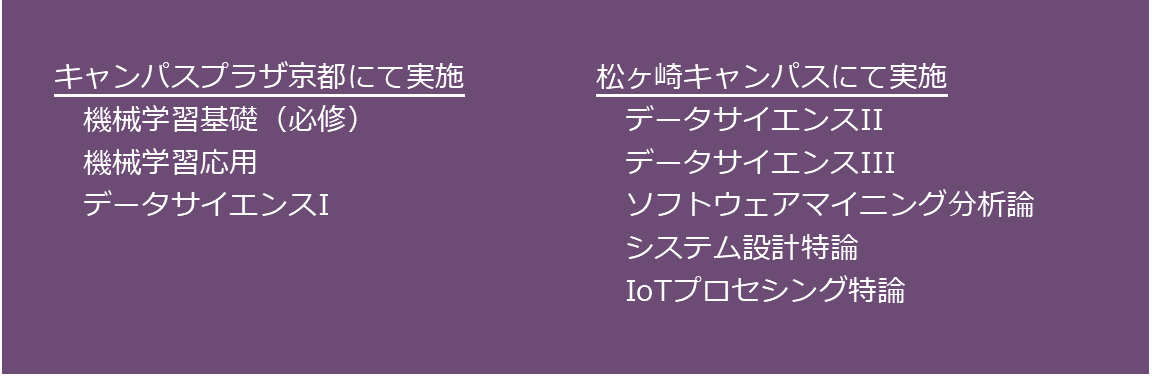 キャンパスプラザ京都にて実施
機械学習基礎（必修）
機械学習応用
データサイエンスI
松ヶ崎キャンパスにて実施
データサイエンスII
データサイエンスIII
ソフトウェアマイニング分析論
システム設計特論
IoTプロセシング特論